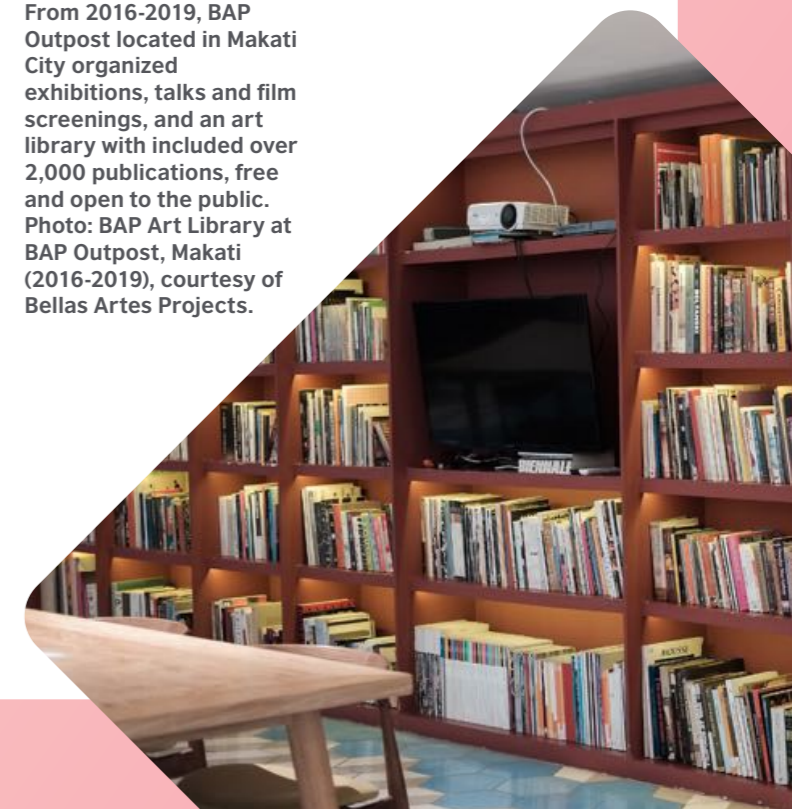 From 2016-2019, BAP
Outpost located in Makati
City organized
exhibitions, talks and film
screenings, and an art
library with included over
2,000 publications, free
and open to the public.
Photo: BAP Art Library at
BAP Outpost, Makati
(2016-2019), courtesy of
Bellas Artes Projects.
BIENNALE
MOUSSE